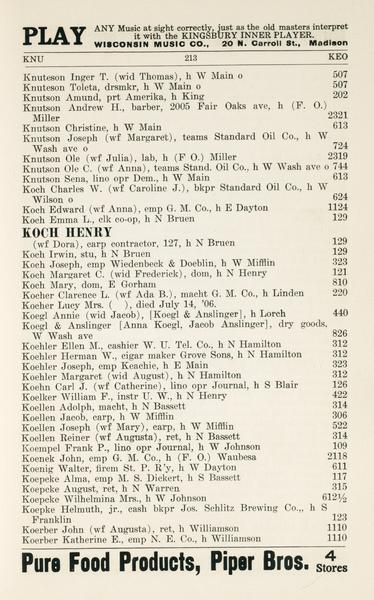 PLAY ANY Music at sight correctly, just as the old masters interpret
it with the KINGSBURY INNER PLAYER.
WISCONSIN MUSIC CO., 20 N. Carroll St., Madison
KNU 213 KEO
Knuteson Inger T. (wid Thomas), h W Main o 507
Knuteson Toleta, drsmkr, h W Main o 507
Knutson Amund, prt Amerika, h King 202
Knutson Andrew H., barber, 2005 Fair Oaks ave, h (F. O.)
Miller 2321
Knutson Christine, h W Main 613
Knutson Joseph (wf Margaret), teams Standard Oil Co., h W
Wash ave o 724
Knutson Ole (wf Julia), lab, h (F O.) Miller 2319
Knutson Ole C. (wf Anna), teams Stand. Oil Co., h W Wash ave o 744
Knutson Sena, lino opr Dem., h W Main 613
Koch Charles W. (wf Caroline J.), bkpr Standard Oil Co., h W
Wilson o 624
Koch Edward (wf Anna), emp G. M. Co., h E Dayton 1124
Koch Emma L., clk co-op, h N Bruen 129
KOCH HENRY
(wf Dora), carp contractor, 127, h N Bruen 129
Koch Irwin, stu, h N Bruen 129
Koch Joseph, emp Wiedenbeck & Doeblin, h W Mifflin 323
Koch Margaret C. (wid Frederick), dom, h N Henry 121
Koch Mary, dom, E Gorham 810
Kocher Clarence L. (wf Ada B.), macht G. M. Co., h Linden 220
Kocher Lucy Mrs. ( ), died July 14, '06.
Koegl Annie (wid Jacob), [Koegl & Anslinger], h Lorch 440
Koegl & Anslinger [Anna Koegl, Jacob Anslinger], dry goods,
W Wash ave 826
Koehler Ellen M., cashier W. U. Tel. Co., h N Hamilton 312
Koehler Herman W., cigar maker Grove Sons, h N Hamilton 312
Koehler Joseph, emp Keachie, h E Main 323
Koehler Margaret (wid August), h N Hamilton 312
Koehn Carl J. (wf Catherine), lino opr Journal, h S Blair 126
Koelker William F., instr U. W., h N Henry 422
Koellen Adolph, macht, h N Bassett 314
Koellen Jacob, carp, h W Mifflin 306
Koellen Joseph (wf Mary), carp, h W Mifflin 522
Koellen Reiner (wf Augusta), ret, h N Bassett 314
Koempel Frank P., lino opr Journal, h W Johnson 109
Koenek John, emp G. M. Co., h (F. O.) Waubesa 2118
Koenig Walter, firem St. P. R'y, h W Dayton 611
Koepeke Alma, emp M. S. Dickert, h S Bassett 117
Koepeke August, ret, h N Warren 315
Koepeke Wilhelmina Mrs., h W Johnson 612½
Koepke Helmuth, jr., cash bkpr Jos. Schlitz Brewing Co.,, h S
Franklin 123
Koerber John (wf Augusta), ret, h Williamson 1110
Koerber Katherine E., emp N. E. Co., h Williamson 1110
Pure Food Products, Piper Bros. 4 Stores